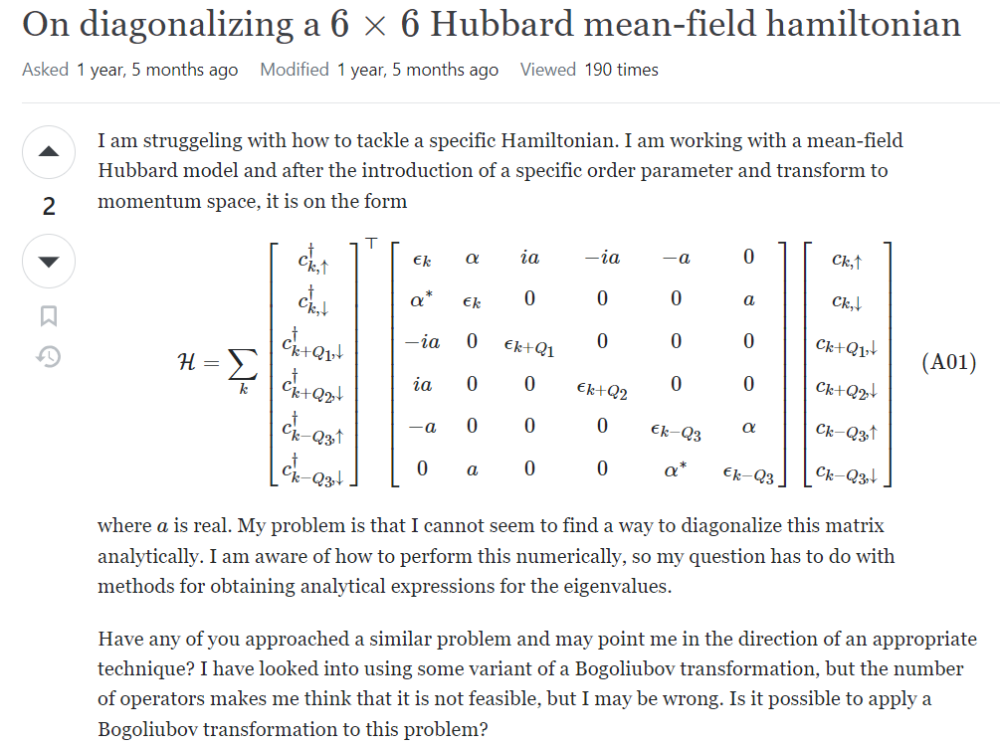 On diagonalizing a 6 × 6 Hubbard mean-field hamiltonian
Asked 1 year, 5 months ago Modified 1 year, 5 months ago Viewed 190 times
I am struggeling with how to tackle a specific Hamiltonian. I am working with a mean-field
2
Hubbard model and after the introduction of a specific order parameter and transform to
momentum space, it is on the form
$$\mathcal{H} = \sum_k \begin{bmatrix} c^\dagger_{k,\uparrow} \\ c^\dagger_{k,\downarrow} \\ c^\dagger_{k+Q_1,\downarrow} \\ c^\dagger_{k+Q_2,\downarrow} \\ c^\dagger_{k-Q_3,\uparrow} \\ c^\dagger_{k-Q_3,\downarrow} \end{bmatrix}^\top \begin{bmatrix} \epsilon_k & \alpha & ia & -ia & -a & 0 \\ \alpha^* & \epsilon_k & 0 & 0 & 0 & a \\ -ia & 0 & \epsilon_{k+Q_1} & 0 & 0 & 0 \\ ia & 0 & 0 & \epsilon_{k+Q_2} & 0 & 0 \\ -a & 0 & 0 & 0 & \epsilon_{k-Q_3} & \alpha \\ 0 & a & 0 & 0 & \alpha^* & \epsilon_{k-Q_3} \end{bmatrix} \begin{bmatrix} c_{k,\uparrow} \\ c_{k,\downarrow} \\ c_{k+Q_1,\downarrow} \\ c_{k+Q_2,\downarrow} \\ c_{k-Q_3,\uparrow} \\ c_{k-Q_3,\downarrow} \end{bmatrix}$$ (A01)
where a is real. My problem is that I cannot seem to find a way to diagonalize this matrix
analytically. I am aware of how to perform this numerically, so my question has to do with
methods for obtaining analytical expressions for the eigenvalues.
Have any of you approached a similar problem and may point me in the direction of an appropriate
technique? I have looked into using some variant of a Bogoliubov transformation, but the number
of operators makes me think that it is not feasible, but I may be wrong. Is it possible to apply a
Bogoliubov transformation to this problem?